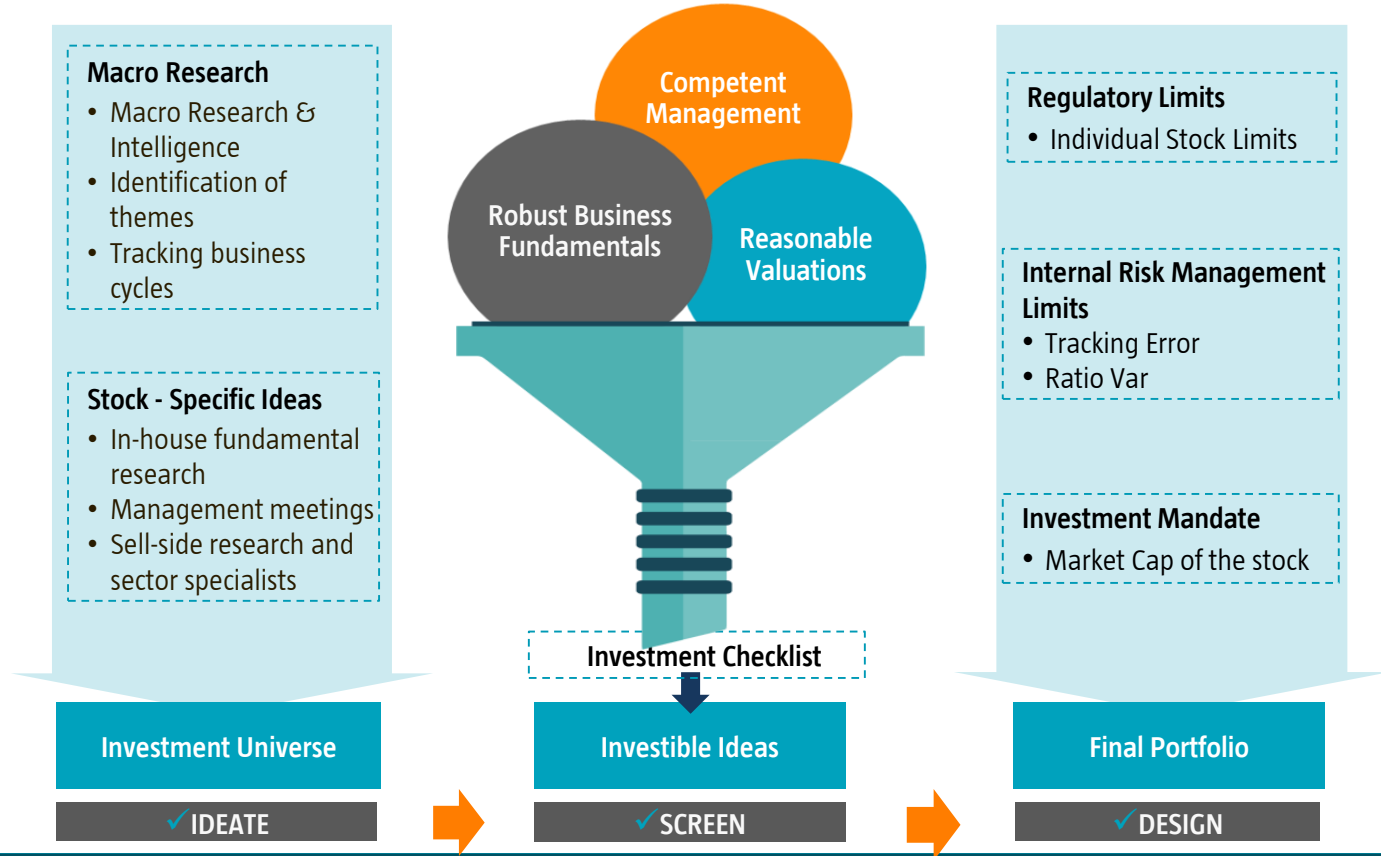 Macro Research
• Macro Research &
Intelligence
• Identification of
themes
• Tracking business
cycles
Stock - Specific Ideas
• In-house fundamental
research
• Management meetings
• Sell-side research and
sector specialists
Investment Universe
✓IDEATE
Competent
Management
Robust Business
Fundamentals
Reasonable
Valuations
Investment Checklist
Investible Ideas
✓SCREEN
Regulatory Limits
• Individual Stock Limits
Internal Risk Management
Limits
• Tracking Error
• Ratio Var
Investment Mandate
• Market Cap of the stock
Final Portfolio
✓DESIGN